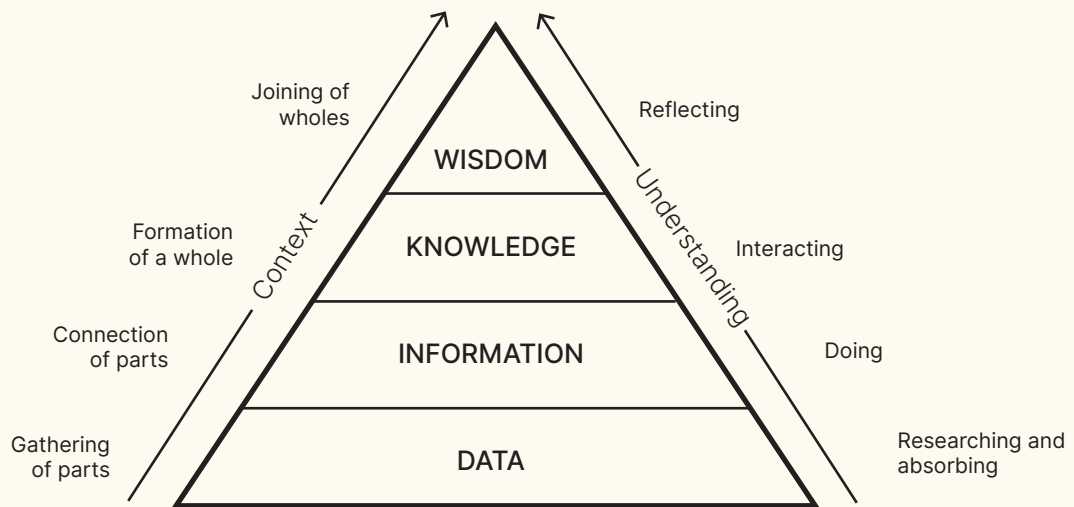 Joining of
wholes
Reflecting
WISDOM
Understanding
Context
Formation
of a whole
KNOWLEDGE
Interacting
Connection
of parts
INFORMATION
Doing
Gathering
of parts
DATA
Researching and
absorbing